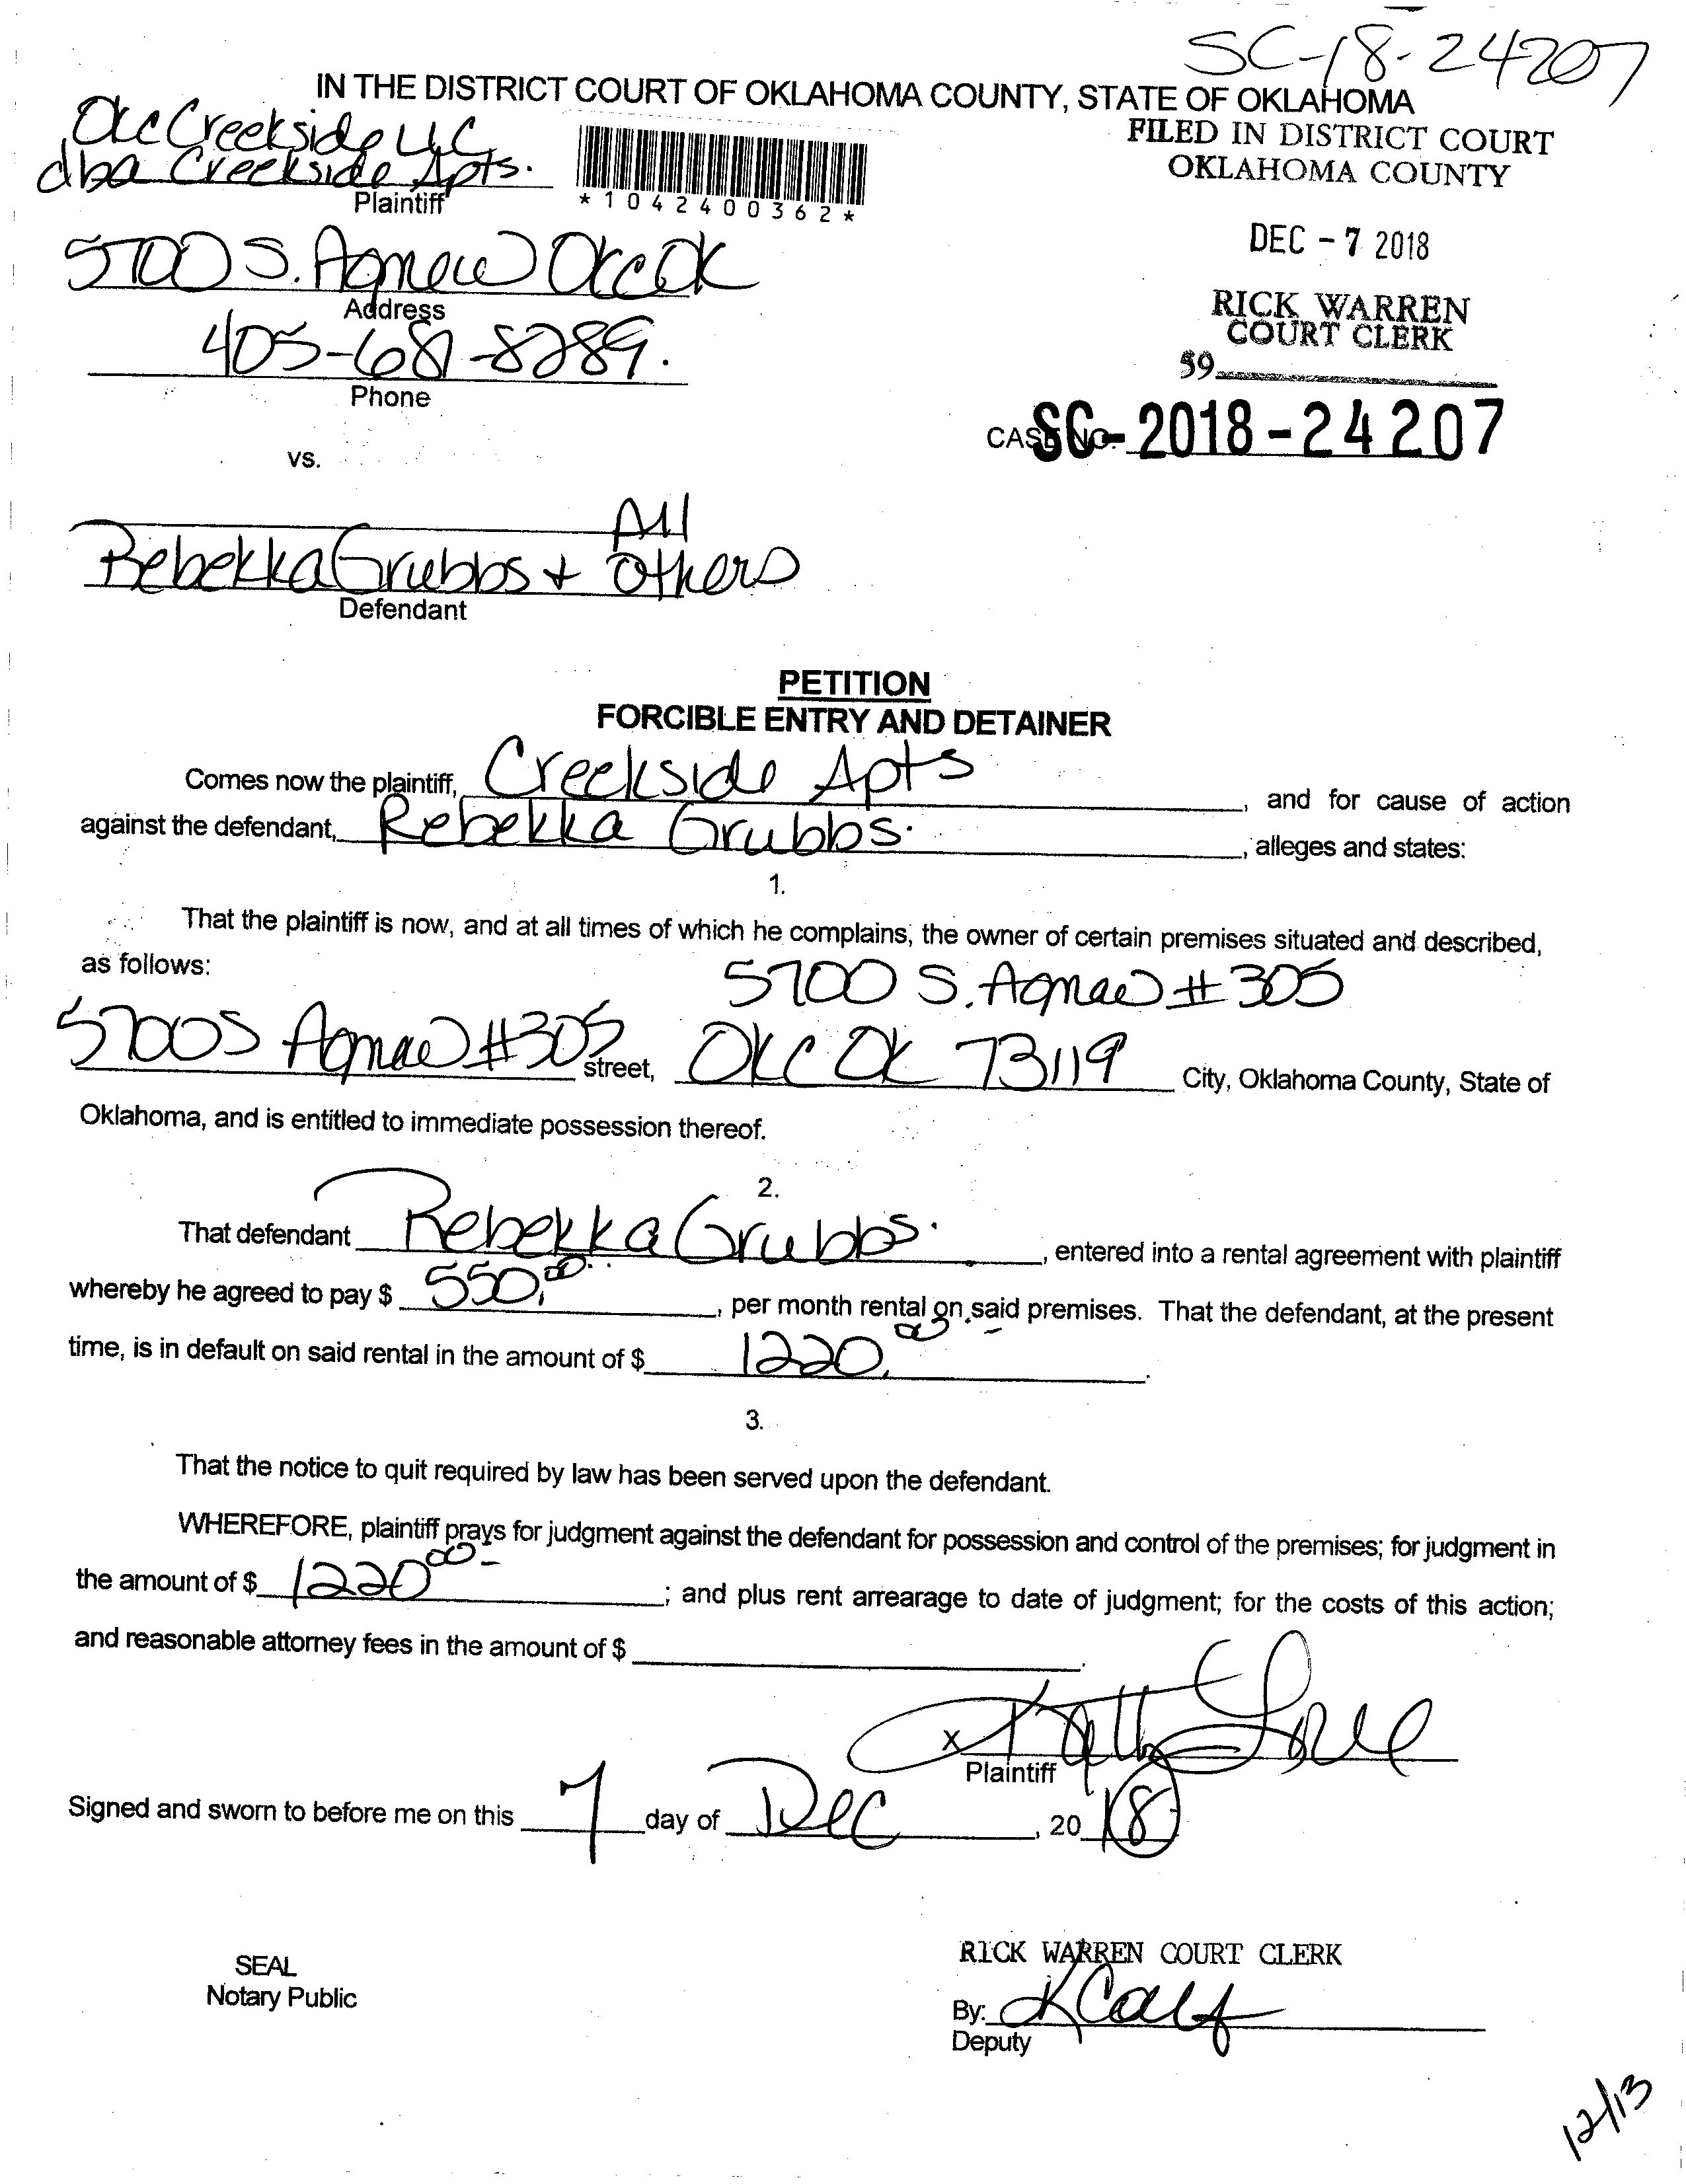 SC-18-24207
IN THE DISTRICT COURT OF OKLAHOMA COUNTY, STATE OF OKLAHOMA
FILED IN DISTRICT COURT
OKLAHOMA COUNTY
OKC Creekside LLC
dba Creekside Apts.
Plaintiff
*1042400362*
DEC - 7 2018
5700 S. Agnew OKC OK
Address
RICK WARREN
COURT CLERK
405-681-8289.
Phone
59
CASE NO. SC-2018-24207
vs.
All
Rebekka Grubbs + others
Defendant
PETITION
FORCIBLE ENTRY AND DETAINER
Comes now the plaintiff, Creekside Apts, and for cause of action
against the defendant, Rebekka Grubbs., alleges and states:
1.
That the plaintiff is now, and at all times of which he complains, the owner of certain premises situated and described,
as follows:
5700 S. Agnew #305
5700 S Agnew #305 street, OKC OK 73119 City, Oklahoma County, State of
Oklahoma, and is entitled to immediate possession thereof.
2.
That defendant Rebekka Grubbs., entered into a rental agreement with plaintiff
whereby he agreed to pay $ 550.00, per month rental on said premises. That the defendant, at the present
time, is in default on said rental in the amount of $ 1220.00.
3.
That the notice to quit required by law has been served upon the defendant.
WHEREFORE, plaintiff prays for judgment against the defendant for possession and control of the premises; for judgment in
the amount of $ 1220 00-; and plus rent arrearage to date of judgment; for the costs of this action;
and reasonable attorney fees in the amount of $ .
X
Plaintiff
Signed and sworn to before me on this 7 day of Dec, 20 18
SEAL
Notary Public
RICK WARREN COURT CLERK
By:
Deputy
12/13